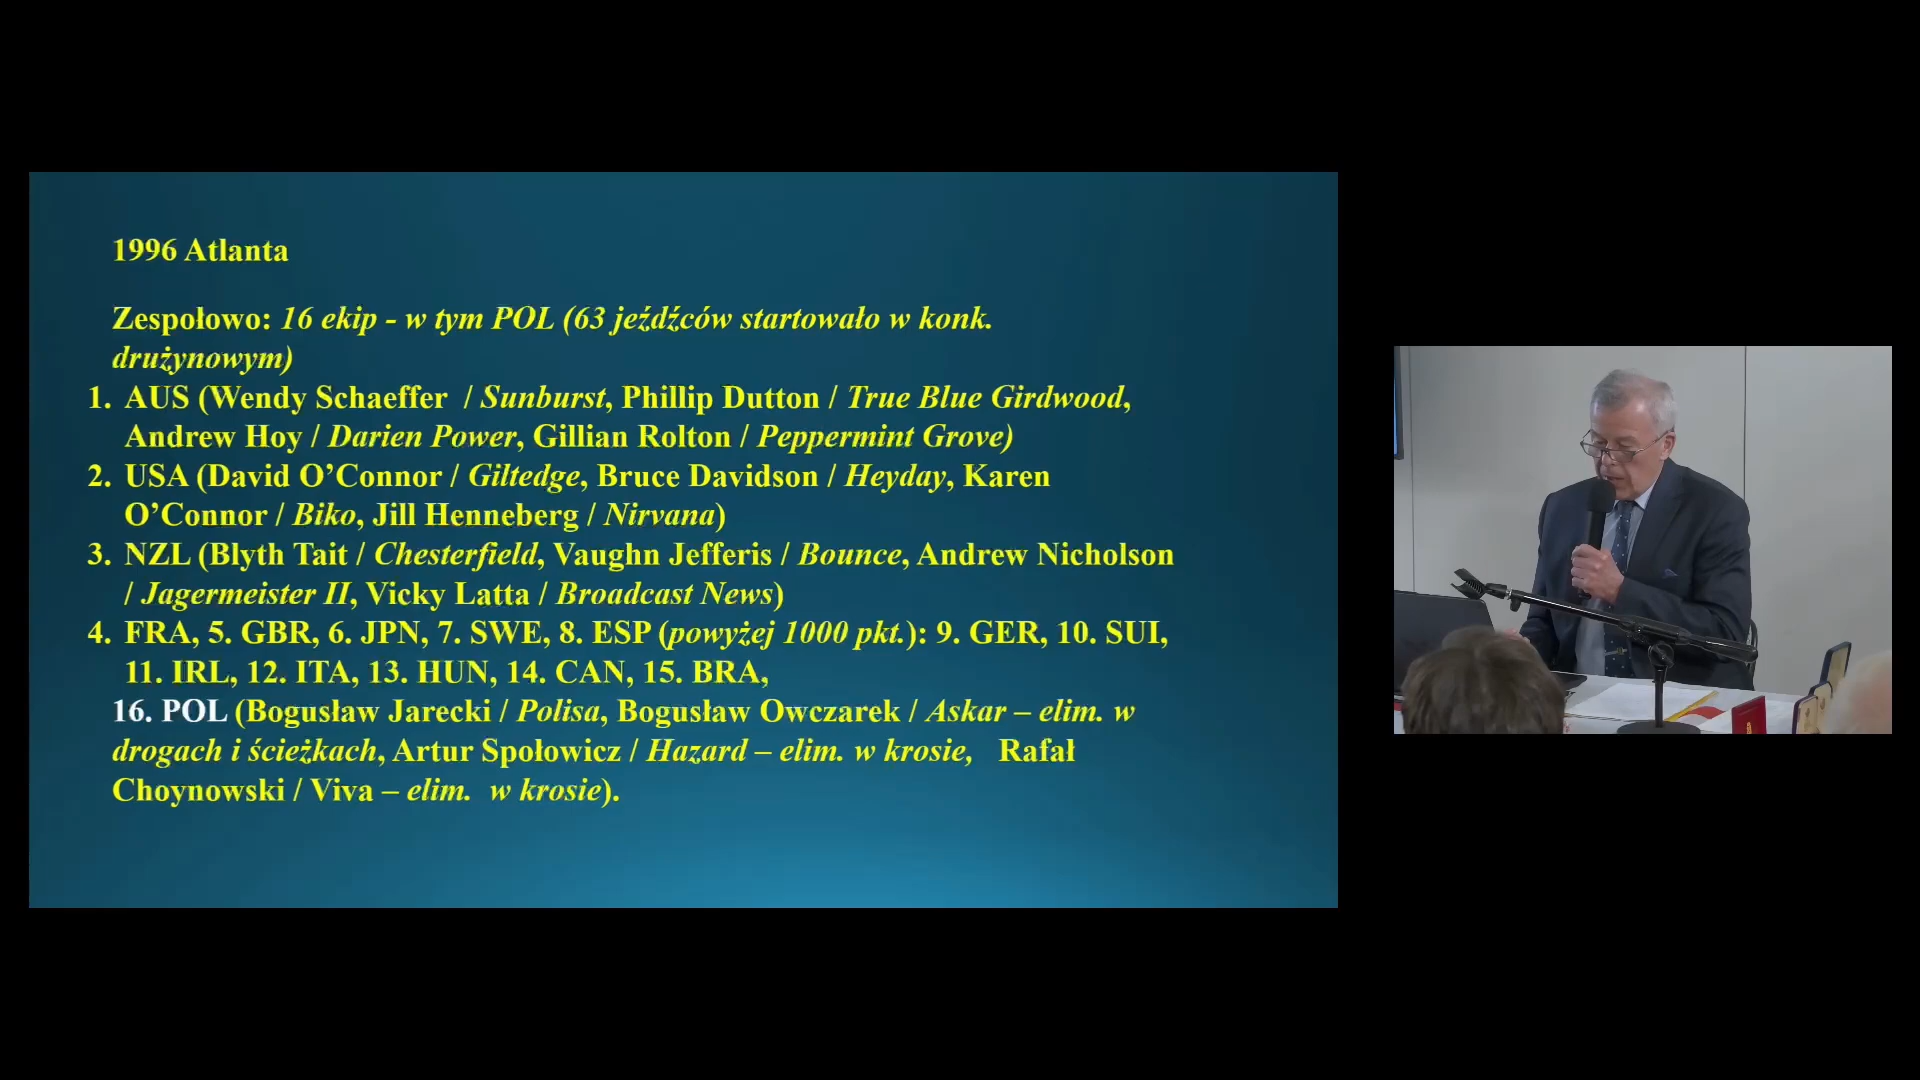 1996 Atlanta
Zespołowo: 16 ekip - w tym POL (63 jeźdźców startowało w konk.
drużynowym)
1. AUS (Wendy Schaeffer / Sunburst, Phillip Dutton / True Blue Girdwood,
Andrew Hoy / Darien Power, Gillian Rolton / Peppermint Grove)
2. USA (David O’Connor / Giltedge, Bruce Davidson / Heyday, Karen
O’Connor / Biko, Jill Henneberg / Nirvana)
3. NZL (Blyth Tait / Chesterfield, Vaughn Jefferis / Bounce, Andrew Nicholson
/ Jagermeister II, Vicky Latta / Broadcast News)
4. FRA, 5. GBR, 6. JPN, 7. SWE, 8. ESP (powyżej 1000 pkt.): 9. GER, 10. SUI,
11. IRL, 12. ITA, 13. HUN, 14. CAN, 15. BRA,
16. POL (Bogusław Jarecki / Polisa, Bogusław Owczarek / Askar – elim. w
drogach i ścieżkach, Artur Społowicz / Hazard – elim. w krosie, Rafał
Choynowski / Viva – elim. w krosie).